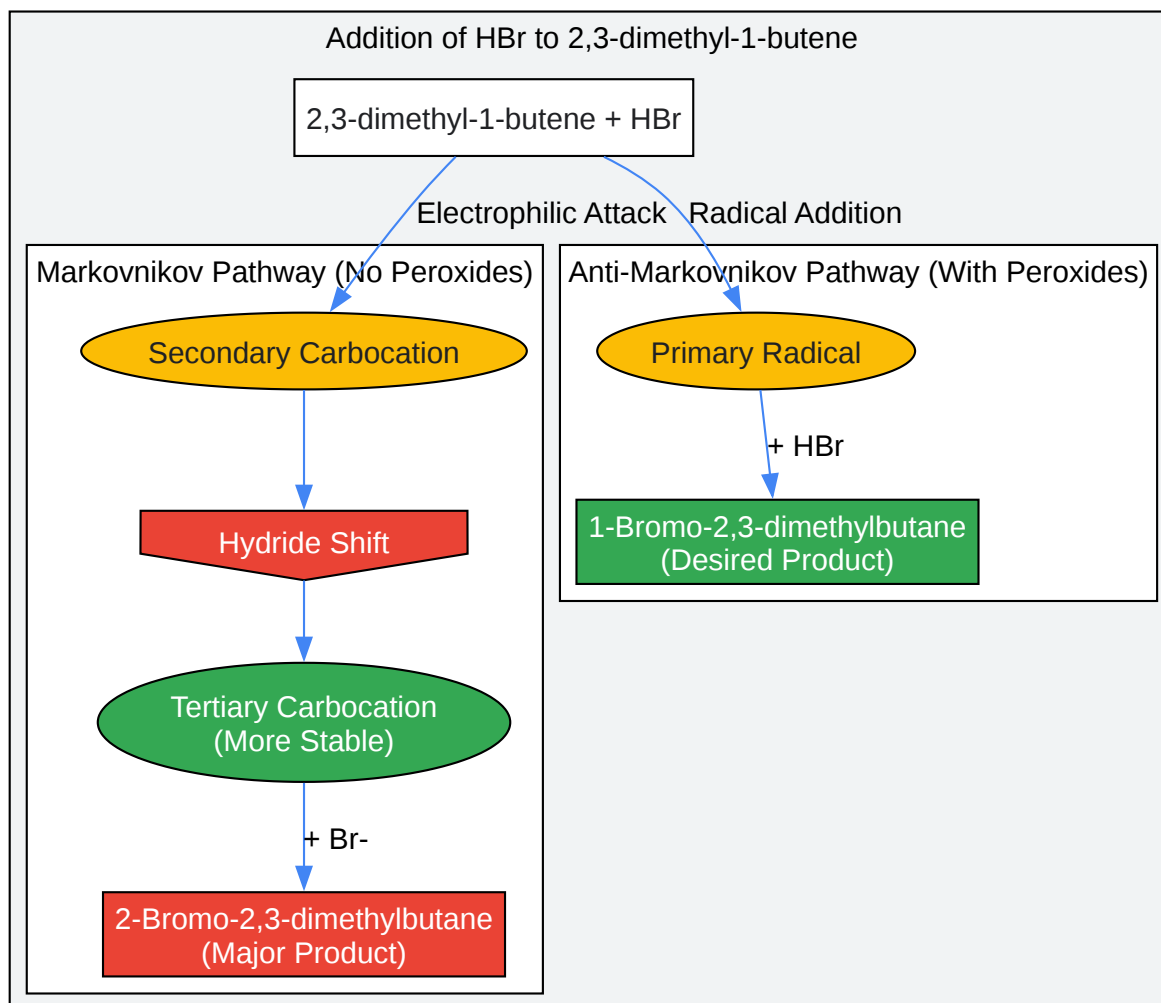 Addition of HBr to 2,3-dimethyl-1-butene
2,3-dimethyl-1-butene + HBr
Electrophilic Attack
Radical Addition
Markovnikov Pathway (No Peroxides)
Secondary Carbocation
Hydride Shift
Tertiary Carbocation
(More Stable)
+ Br-
2-Bromo-2,3-dimethylbutane
(Major Product)
Anti-Markovnikov Pathway (With Peroxides)
Primary Radical
+ HBr
1-Bromo-2,3-dimethylbutane
(Desired Product)